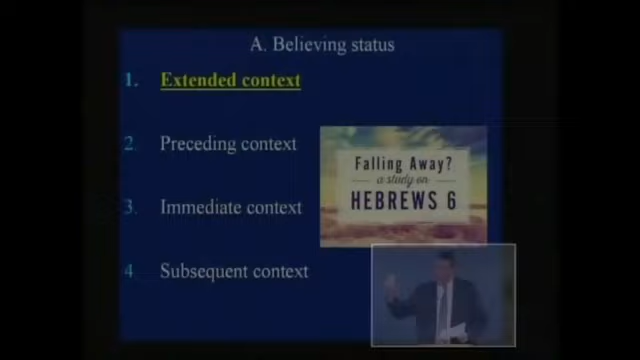 A. Believing status
1. Extended context
2. Preceding context
3. Immediate context
4 Subsequent context
Falling Away?
a study on
HEBREWS 6